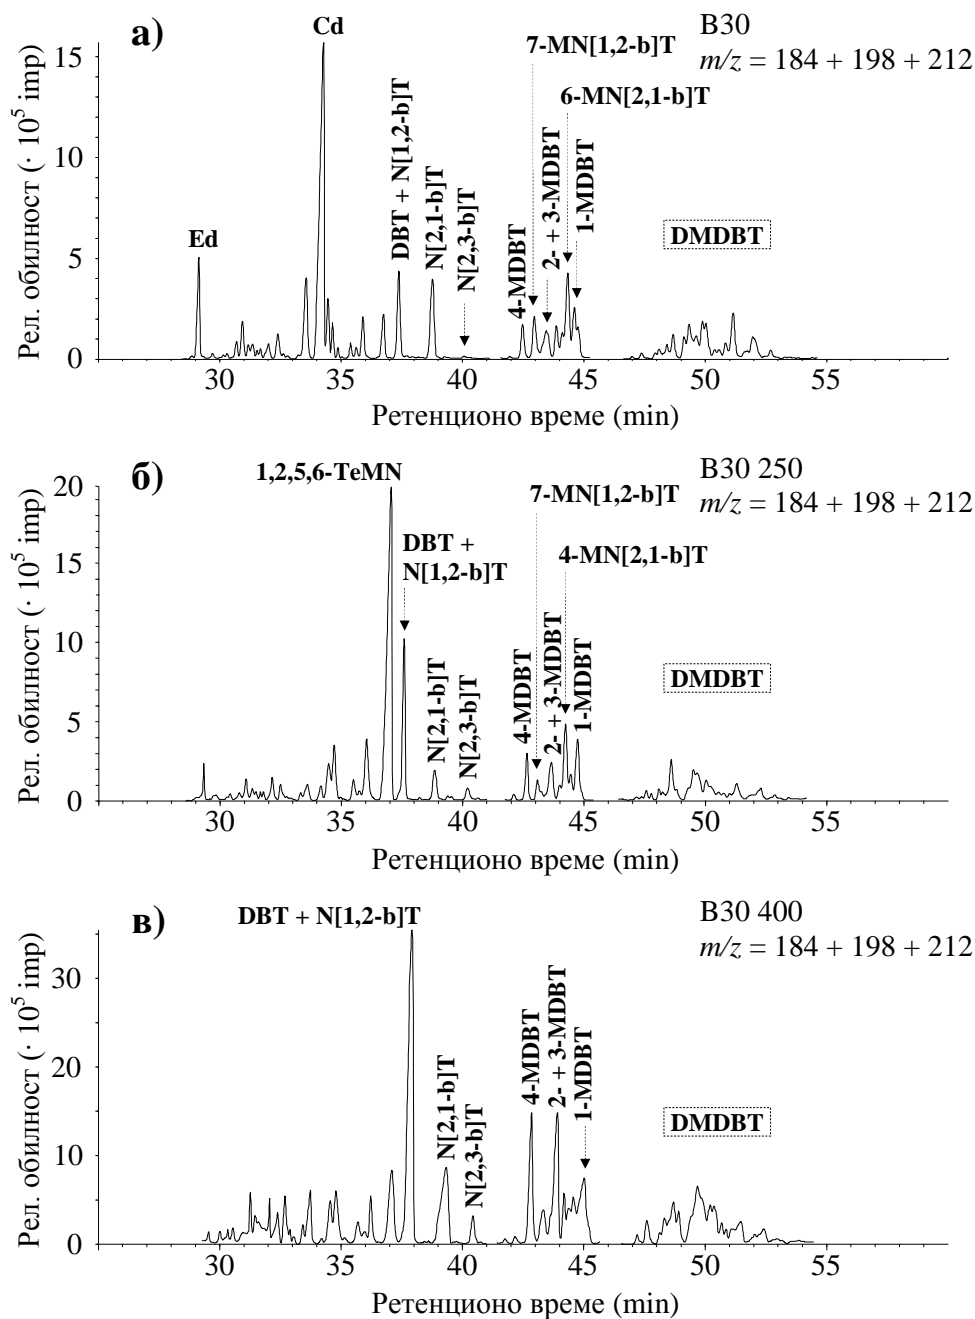 а)
B30
m/z = 184 + 198 + 212
Рел. обилност (· 10⁵ imp)
15
10
5
0
Ed
Cd
DBT + N[1,2-b]T
N[2,1-b]T
N[2,3-b]T
4-MDBT
7-MN[1,2-b]T
2- + 3-MDBT
6-MN[2,1-b]T
1-MDBT
DMDBT
30 35 40 45 50 55
Ретенционо време (min)
б)
B30 250
m/z = 184 + 198 + 212
Рел. обилност (· 10⁵ imp)
20
15
10
5
0
1,2,5,6-TeMN
DBT +
N[1,2-b]T
N[2,1-b]T
N[2,3-b]T
4-MDBT
7-MN[1,2-b]T
2- + 3-MDBT
4-MN[2,1-b]T
1-MDBT
DMDBT
30 35 40 45 50 55
Ретенционо време (min)
в)
B30 400
m/z = 184 + 198 + 212
Рел. обилност (· 10⁵ imp)
30
20
10
0
DBT + N[1,2-b]T
N[2,1-b]T
N[2,3-b]T
4-MDBT
2- + 3-MDBT
1-MDBT
DMDBT
30 35 40 45 50 55
Ретенционо време (min)